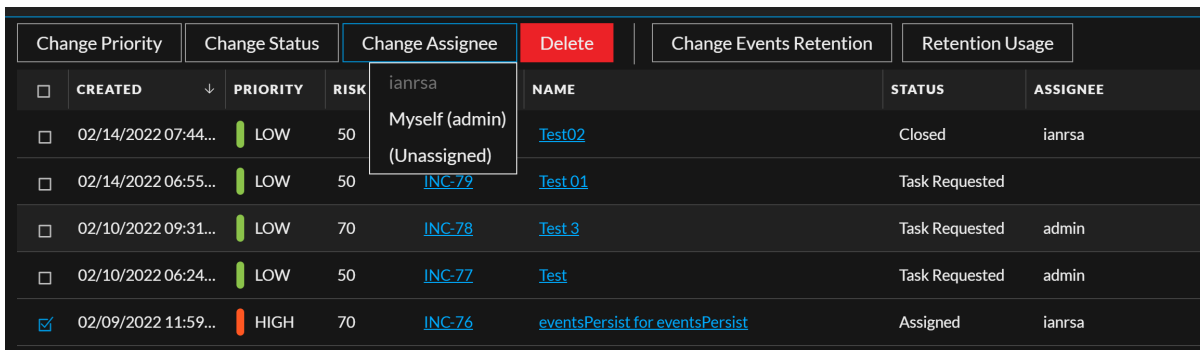 Change Priority Change Status Change Assignee Delete Change Events Retention Retention Usage
ianrsa
Myself (admin)
(Unassigned)
CREATED ↓ PRIORITY RISK NAME STATUS ASSIGNEE
02/14/2022 07:44... LOW 50 Test02 Closed ianrsa
02/14/2022 06:55... LOW 50 INC-79 Test 01 Task Requested
02/10/2022 09:31... LOW 70 INC-78 Test 3 Task Requested admin
02/10/2022 06:24... LOW 50 INC-77 Test Task Requested admin
02/09/2022 11:59... HIGH 70 INC-76 eventsPersist for eventsPersist Assigned ianrsa